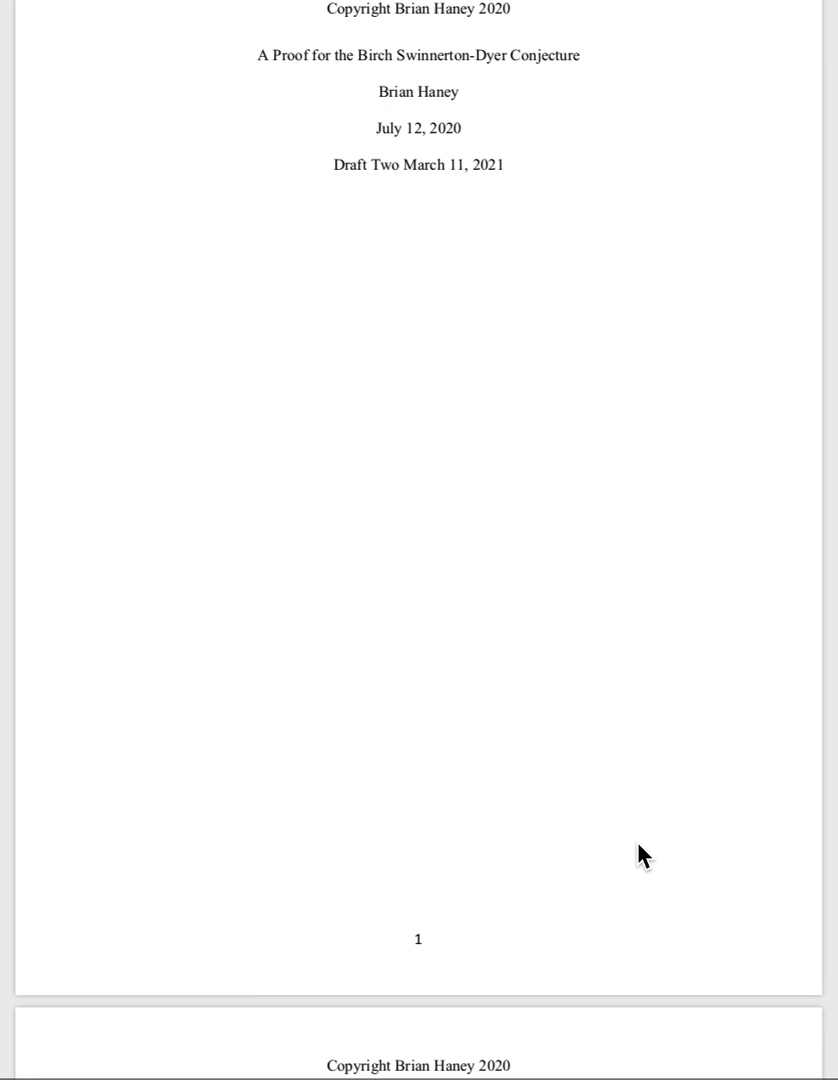 Copyright Brian Haney 2020
A Proof for the Birch Swinnerton-Dyer Conjecture
Brian Haney
July 12, 2020
Draft Two March 11, 2021
1
Copyright Brian Haney 2020